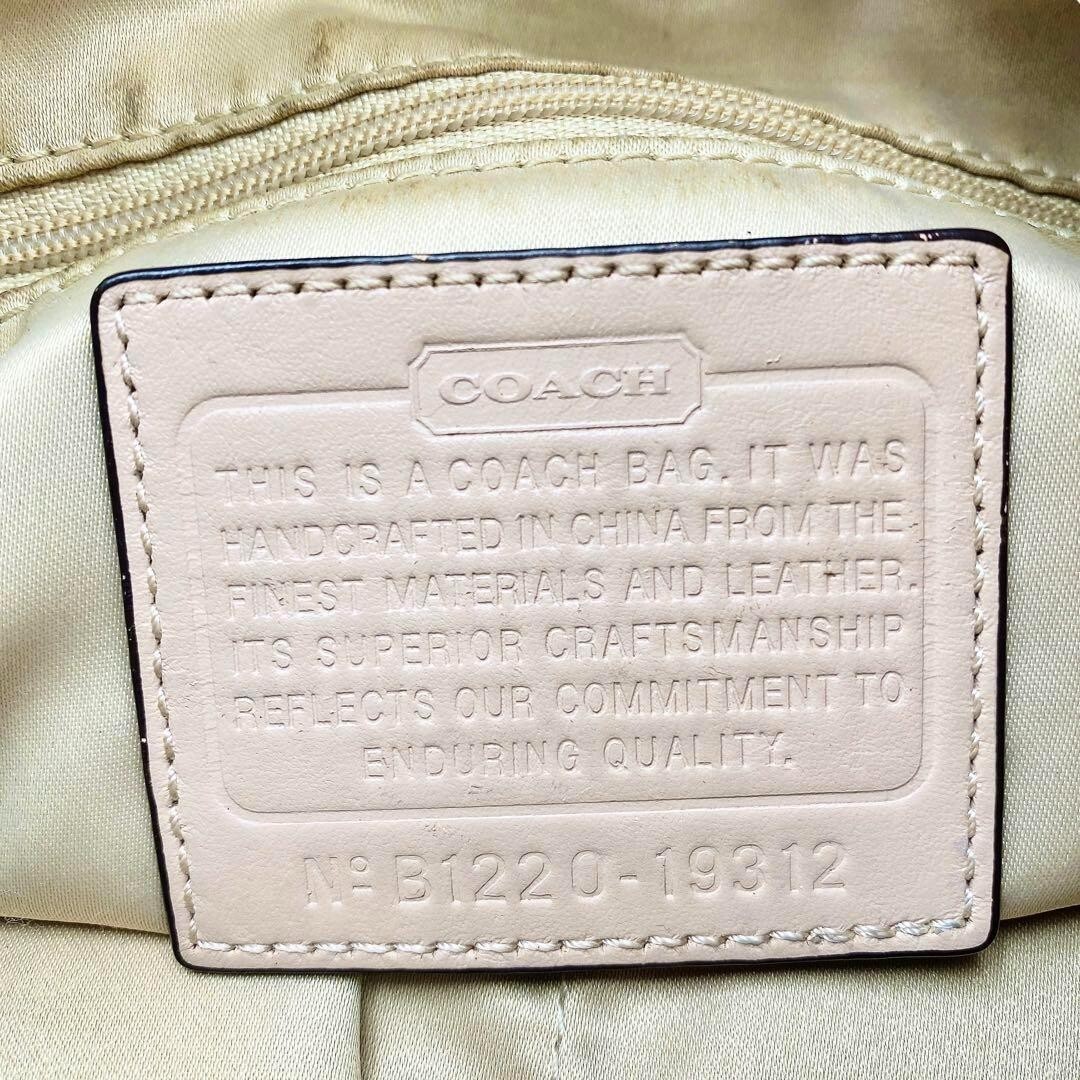 COACH
THIS IS A COACH BAG. IT WAS
HANDCRAFTED IN CHINA FROM THE
FINEST MATERIALS AND LEATHER.
ITS SUPERIOR CRAFTSMANSHIP
REFLECTS OUR COMMITMENT TO
ENDURING QUALITY.
Nº B1220-19312